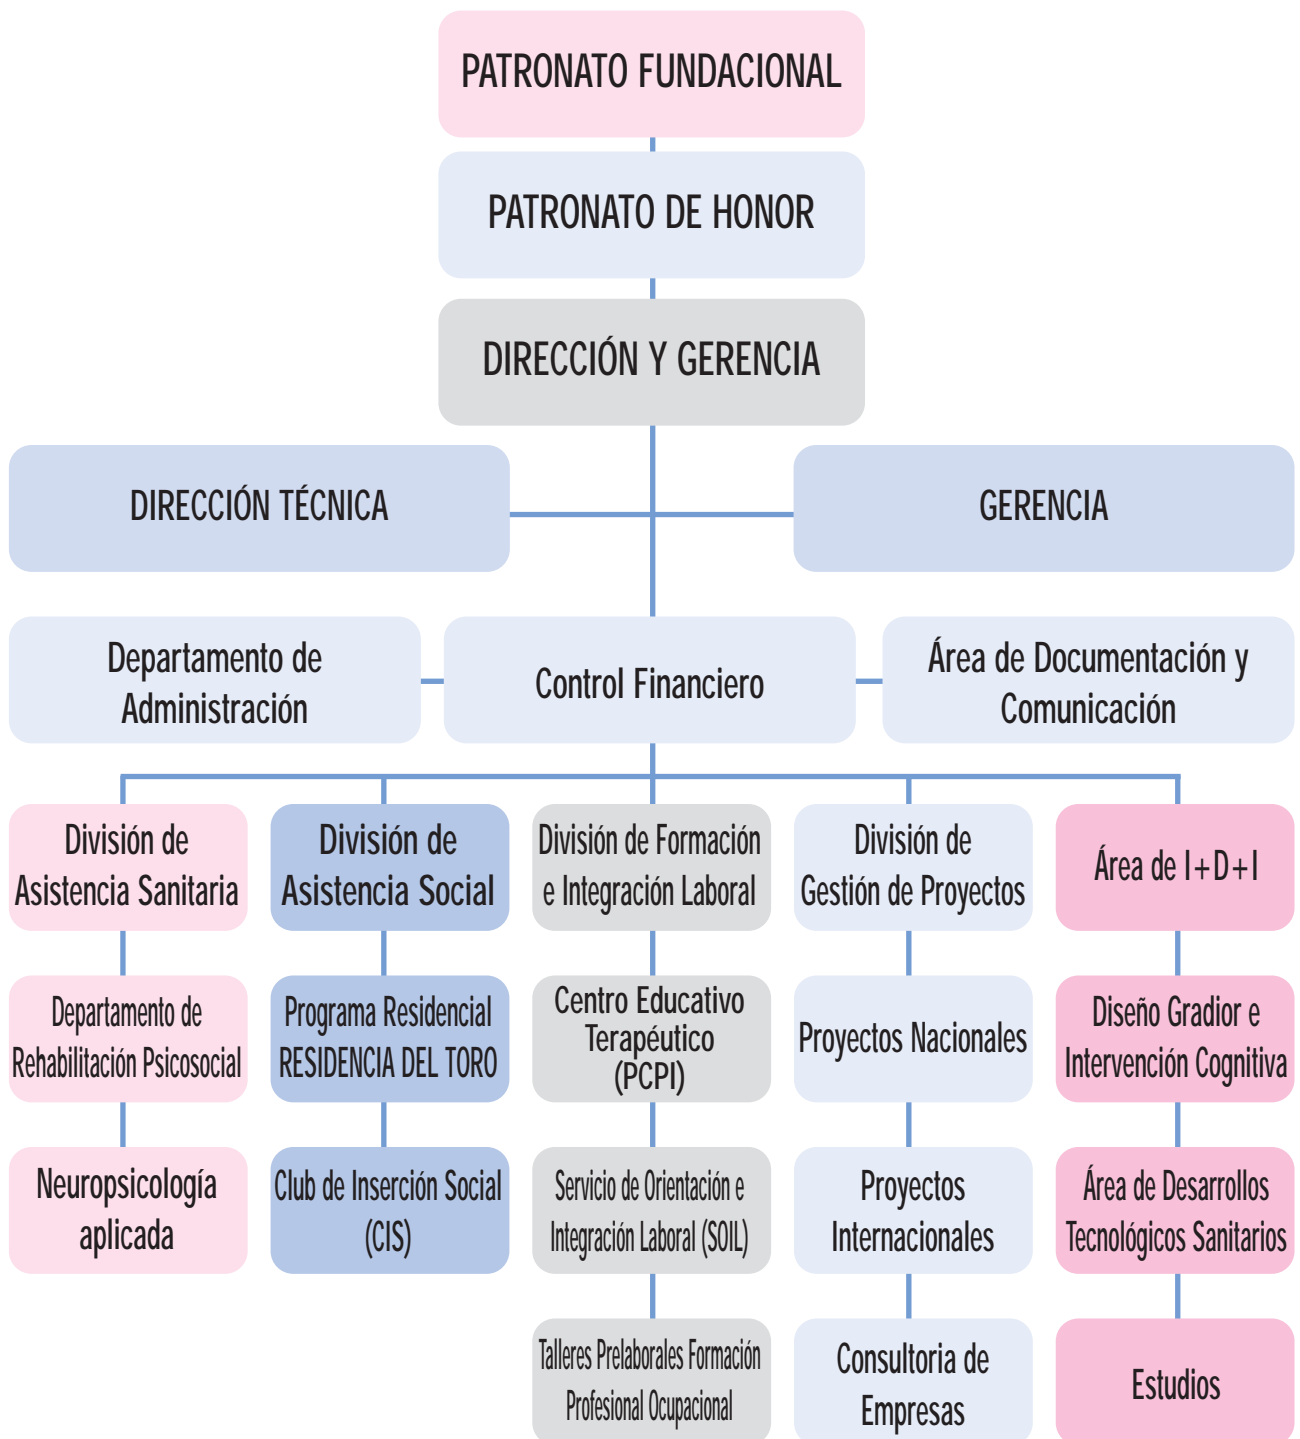 PATRONATO FUNDACIONAL
PATRONATO DE HONOR
DIRECCIÓN Y GERENCIA
DIRECCIÓN TÉCNICA
GERENCIA
Departamento de
Administración
Control Financiero
Área de Documentación y
Comunicación
División de
Asistencia Sanitaria
División de
Asistencia Social
División de Formación
e Integración Laboral
División de
Gestión de Proyectos
Área de I+D+I
Departamento de
Rehabilitación Psicosocial
Programa Residencial
RESIDENCIA DEL TORO
Centro Educativo
Terapéutico
(PCPI)
Proyectos Nacionales
Diseño Gradior e
Intervención Cognitiva
Neuropsicología
aplicada
Club de Inserción Social
(CIS)
Servicio de Orientación e
Integración Laboral (SOIL)
Proyectos
Internacionales
Área de Desarrollos
Tecnológicos Sanitarios
Talleres Prelaborales Formación
Profesional Ocupacional
Consultoria de
Empresas
Estudios